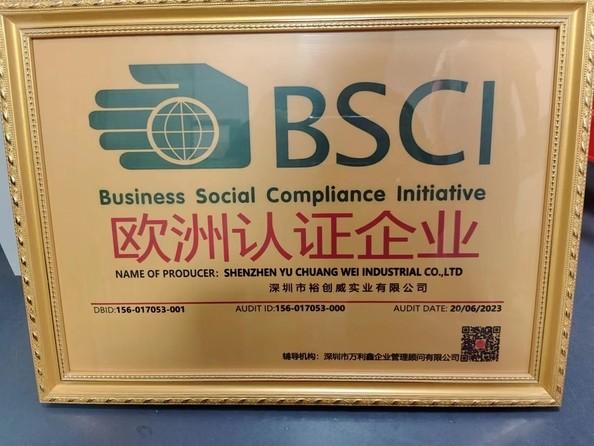 BSCI
Business Social Compliance Initiative
欧洲认证企业
NAME OF PRODUCER: SHENZHEN YU CHUANG WEI INDUSTRIAL CO.,LTD
深圳市裕创威实业有限公司
DBID:156-017053-001 AUDIT ID:156-017053-000 AUDIT DATE: 20/06/2023
辅导机构：深圳市万利鑫企业管理顾问有限公司